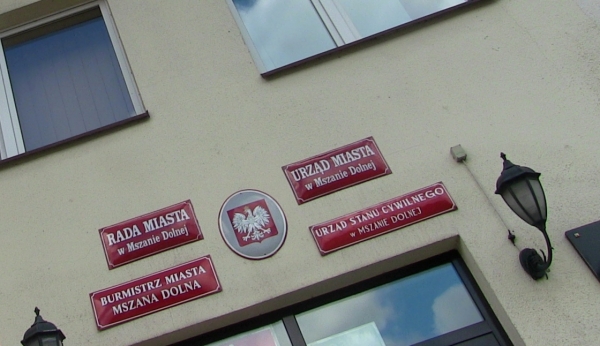 RADA MIASTA
w Mszanie Dolnej
BURMISTRZ MIASTA
MSZANA DOLNA
URZĄD MIASTA
w Mszanie Dolnej
URZĄD STANU CYWILNEGO
w MSZANIE DOLNEJ